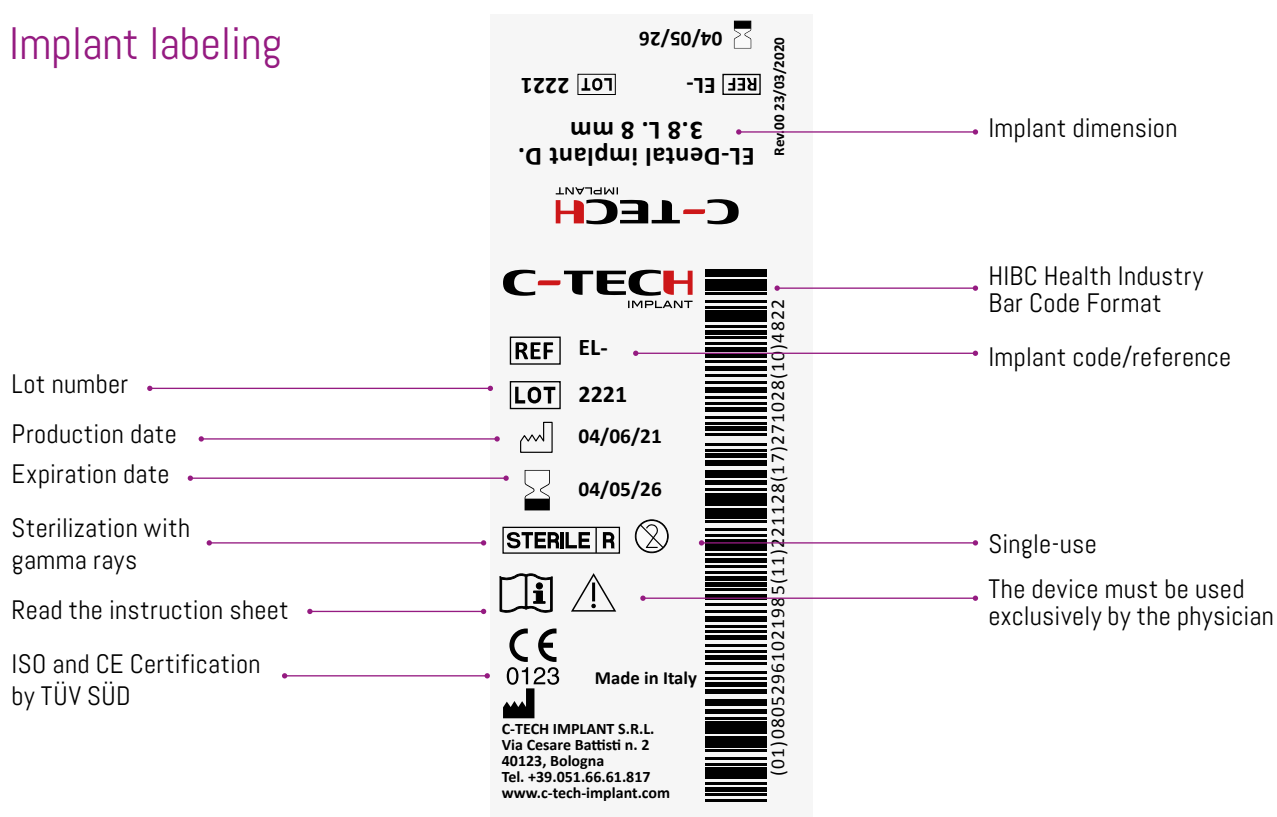 Implant labeling
04/05/26
REF EL-
LOT 2221
EL-Dental implant D.
3.8 L 8 mm
C-TECH
IMPLANT
Rev.00 23/03/2020
Implant dimension
C-TECH
IMPLANT
HIBC Health Industry
Bar Code Format
REF EL-
Implant code/reference
Lot number
LOT 2221
Production date
04/06/21
Expiration date
04/05/26
Sterilization with
gamma rays
STERILE R
2
Single-use
Read the instruction sheet
i
!
The device must be used
exclusively by the physician
ISO and CE Certification
by TÜV SÜD
CE
0123
Made in Italy
C-TECH IMPLANT S.R.L.
Via Cesare Battisti n. 2
40123, Bologna
Tel. +39.051.66.61.817
www.c-tech-implant.com
(01)08052961021985(11)221128(17)271028(10)4822